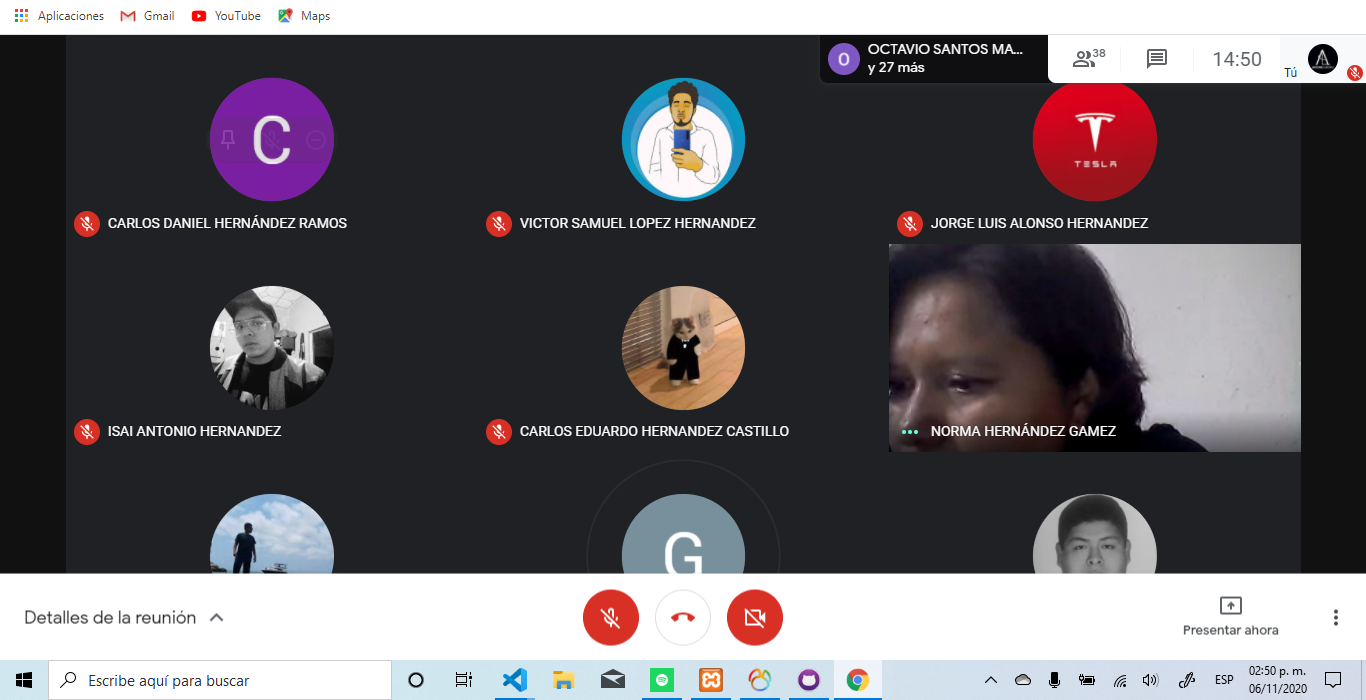 Aplicaciones Gmail YouTube Maps
O OCTAVIO SANTOS MA...
y 27 más
38
14:50
Tú
A
C
TESLA
CARLOS DANIEL HERNÁNDEZ RAMOS
VICTOR SAMUEL LOPEZ HERNANDEZ
JORGE LUIS ALONSO HERNANDEZ
ISAI ANTONIO HERNANDEZ
CARLOS EDUARDO HERNANDEZ CASTILLO
NORMA HERNÁNDEZ GAMEZ
G
Detalles de la reunión
Presentar ahora
Escribe aquí para buscar
ESP
02:50 p. m.
06/11/2020